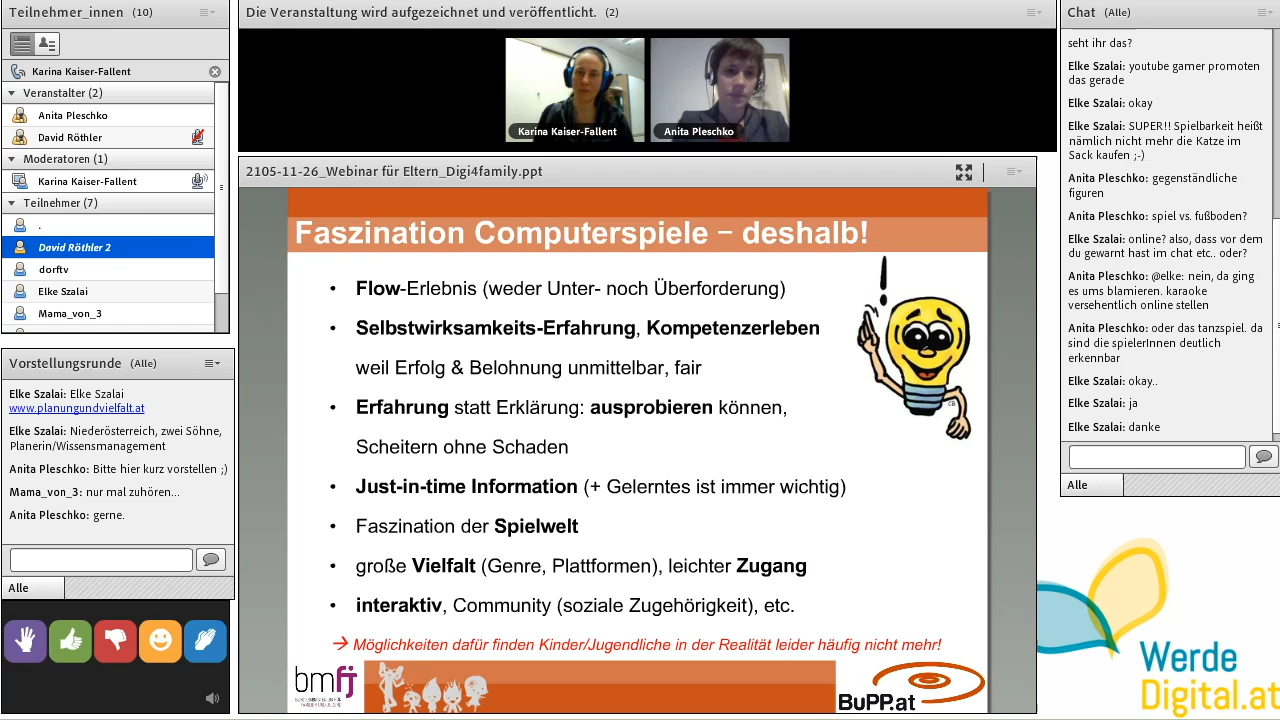 Teilnehmer_innen (10)
Karina Kaiser-Fallent
Veranstalter (2)
Anita Pleschko
David Röthler
Moderatoren (1)
Karina Kaiser-Fallent
Teilnehmer (7)
.
David Röthler 2
dorftv
Elke Szalai
Mama_von_3
Vorstellungsrunde (Alle)
Elke Szalai: Elke Szalai
www.planungundvielfalt.at
Elke Szalai: Niederösterreich, zwei Söhne,
Planerin/Wissensmanagement
Anita Pleschko: Bitte hier kurz vorstellen ;)
Mama_von_3: nur mal zuhören...
Anita Pleschko: gerne.
Alle
Die Veranstaltung wird aufgezeichnet und veröffentlicht. (2)
Karina Kaiser-Fallent
Anita Pleschko
2105-11-26_Webinar für Eltern_Digi4family.ppt
Faszination Computerspiele – deshalb!
• Flow-Erlebnis (weder Unter- noch Überforderung)
• Selbstwirksamkeits-Erfahrung, Kompetenzerleben
weil Erfolg & Belohnung unmittelbar, fair
• Erfahrung statt Erklärung: ausprobieren können,
Scheitern ohne Schaden
• Just-in-time Information (+ Gelerntes ist immer wichtig)
• Faszination der Spielwelt
• große Vielfalt (Genre, Plattformen), leichter Zugang
• interaktiv, Community (soziale Zugehörigkeit), etc.
→ Möglichkeiten dafür finden Kinder/Jugendliche in der Realität leider häufig nicht mehr!
bmfj
BuPP.at
Chat (Alle)
seht ihr das?
Elke Szalai: youtube gamer promoten
das gerade
Elke Szalai: okay
Elke Szalai: SUPER!! Spielbarkeit heißt
nämlich nicht mehr die Katze im
Sack kaufen ;-)
Anita Pleschko: gegenständliche
figuren
Anita Pleschko: spiel vs. fußboden?
Elke Szalai: online? also, dass vor dem
du gewarnt hast im chat etc.. oder?
Anita Pleschko: @elke: nein, da ging
es ums blamieren. karaoke
versehentlich online stellen
Anita Pleschko: oder das tanzspiel. da
sind die spielerInnen deutlich
erkennbar
Elke Szalai: okay..
Elke Szalai: ja
Elke Szalai: danke
Alle
Werde
Digital.at